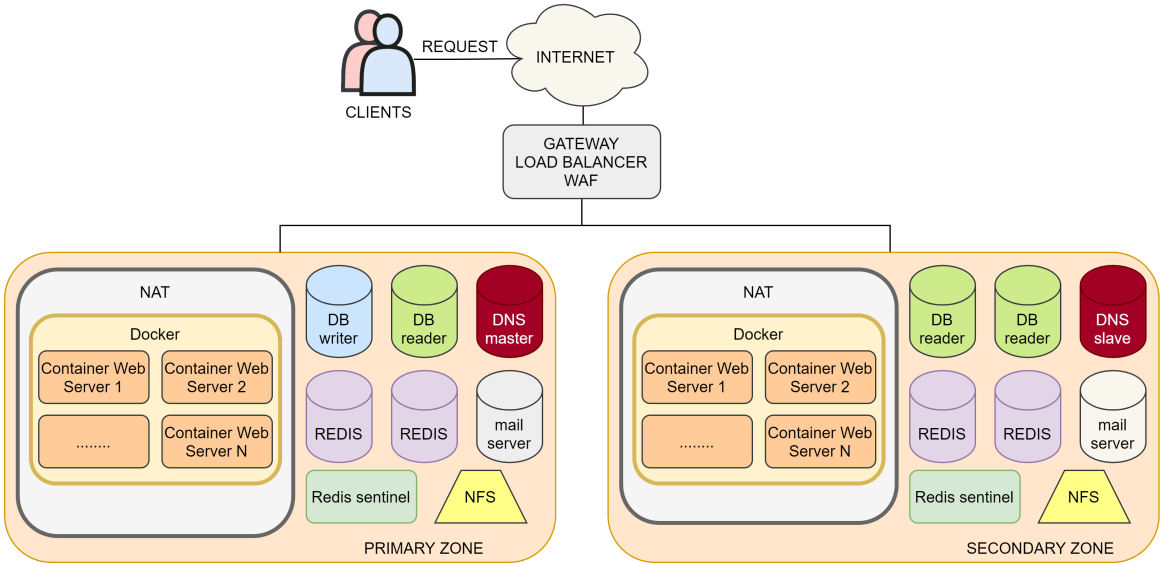 REQUEST
INTERNET
CLIENTS
GATEWAY
LOAD BALANCER
WAF
NAT
Docker
Container Web
Server 1
Container Web
Server 2
........
Container Web
Server N
DB
writer
DB
reader
DNS
master
REDIS
REDIS
mail
server
Redis sentinel
NFS
PRIMARY ZONE
NAT
Docker
Container Web
Server 1
Container Web
Server 2
........
Container Web
Server N
DB
reader
DB
reader
DNS
slave
REDIS
REDIS
mail
server
Redis sentinel
NFS
SECONDARY ZONE